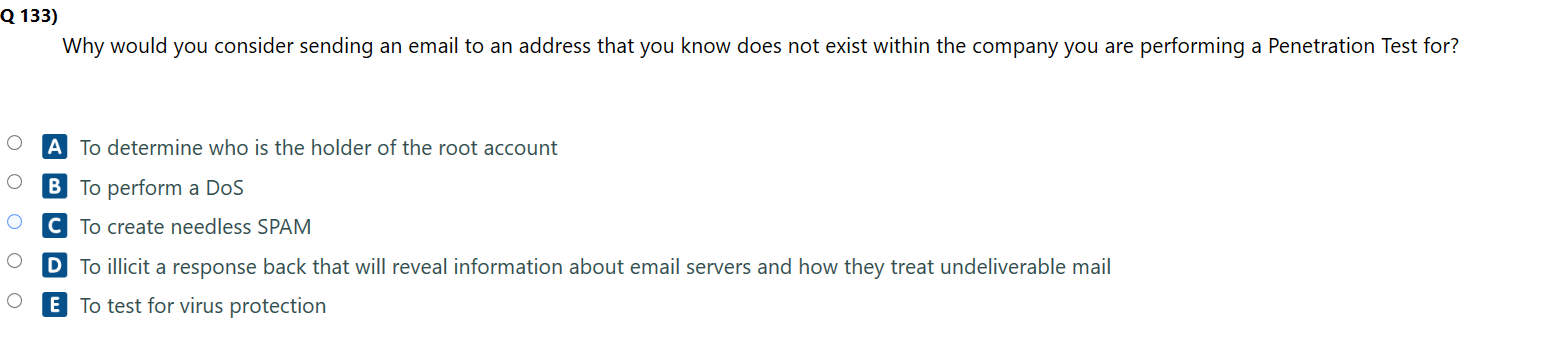 Q 133)
Why would you consider sending an email to an address that you know does not exist within the company you are performing a Penetration Test for?
A To determine who is the holder of the root account
B To perform a DoS
C To create needless SPAM
D To illicit a response back that will reveal information about email servers and how they treat undeliverable mail
E To test for virus protection